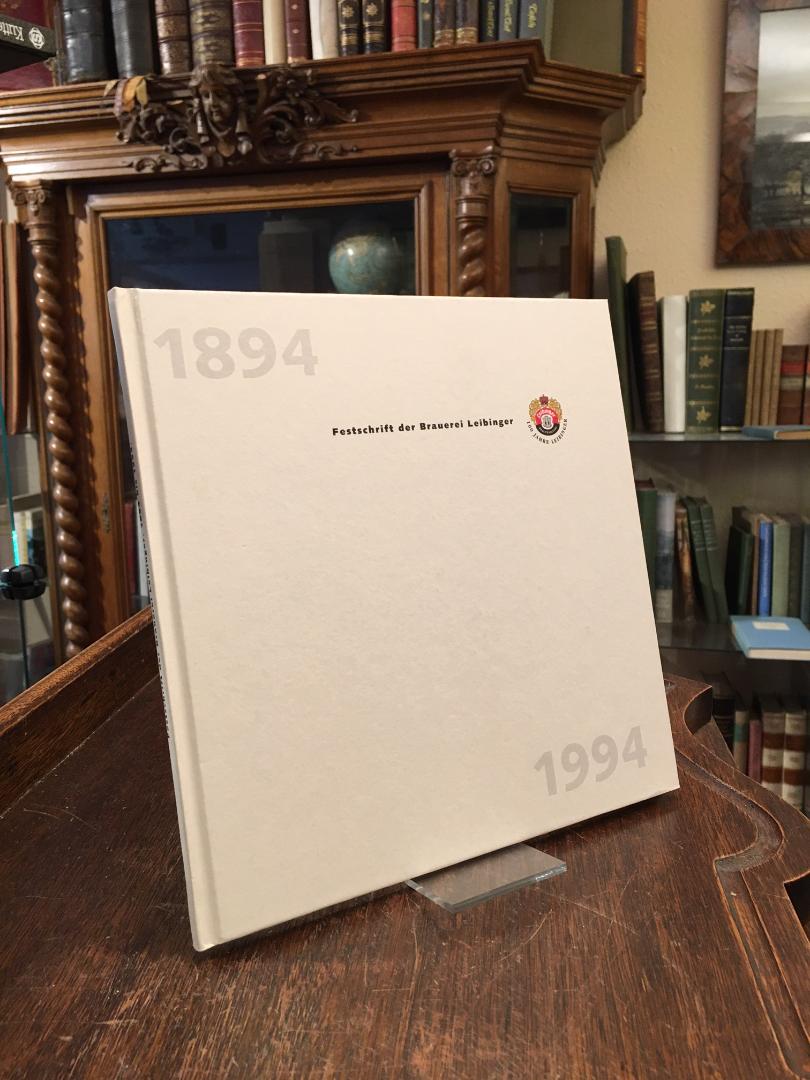 1894
Festschrift der Brauerei Leibinger
100 JAHRE LEIBINGER
1994